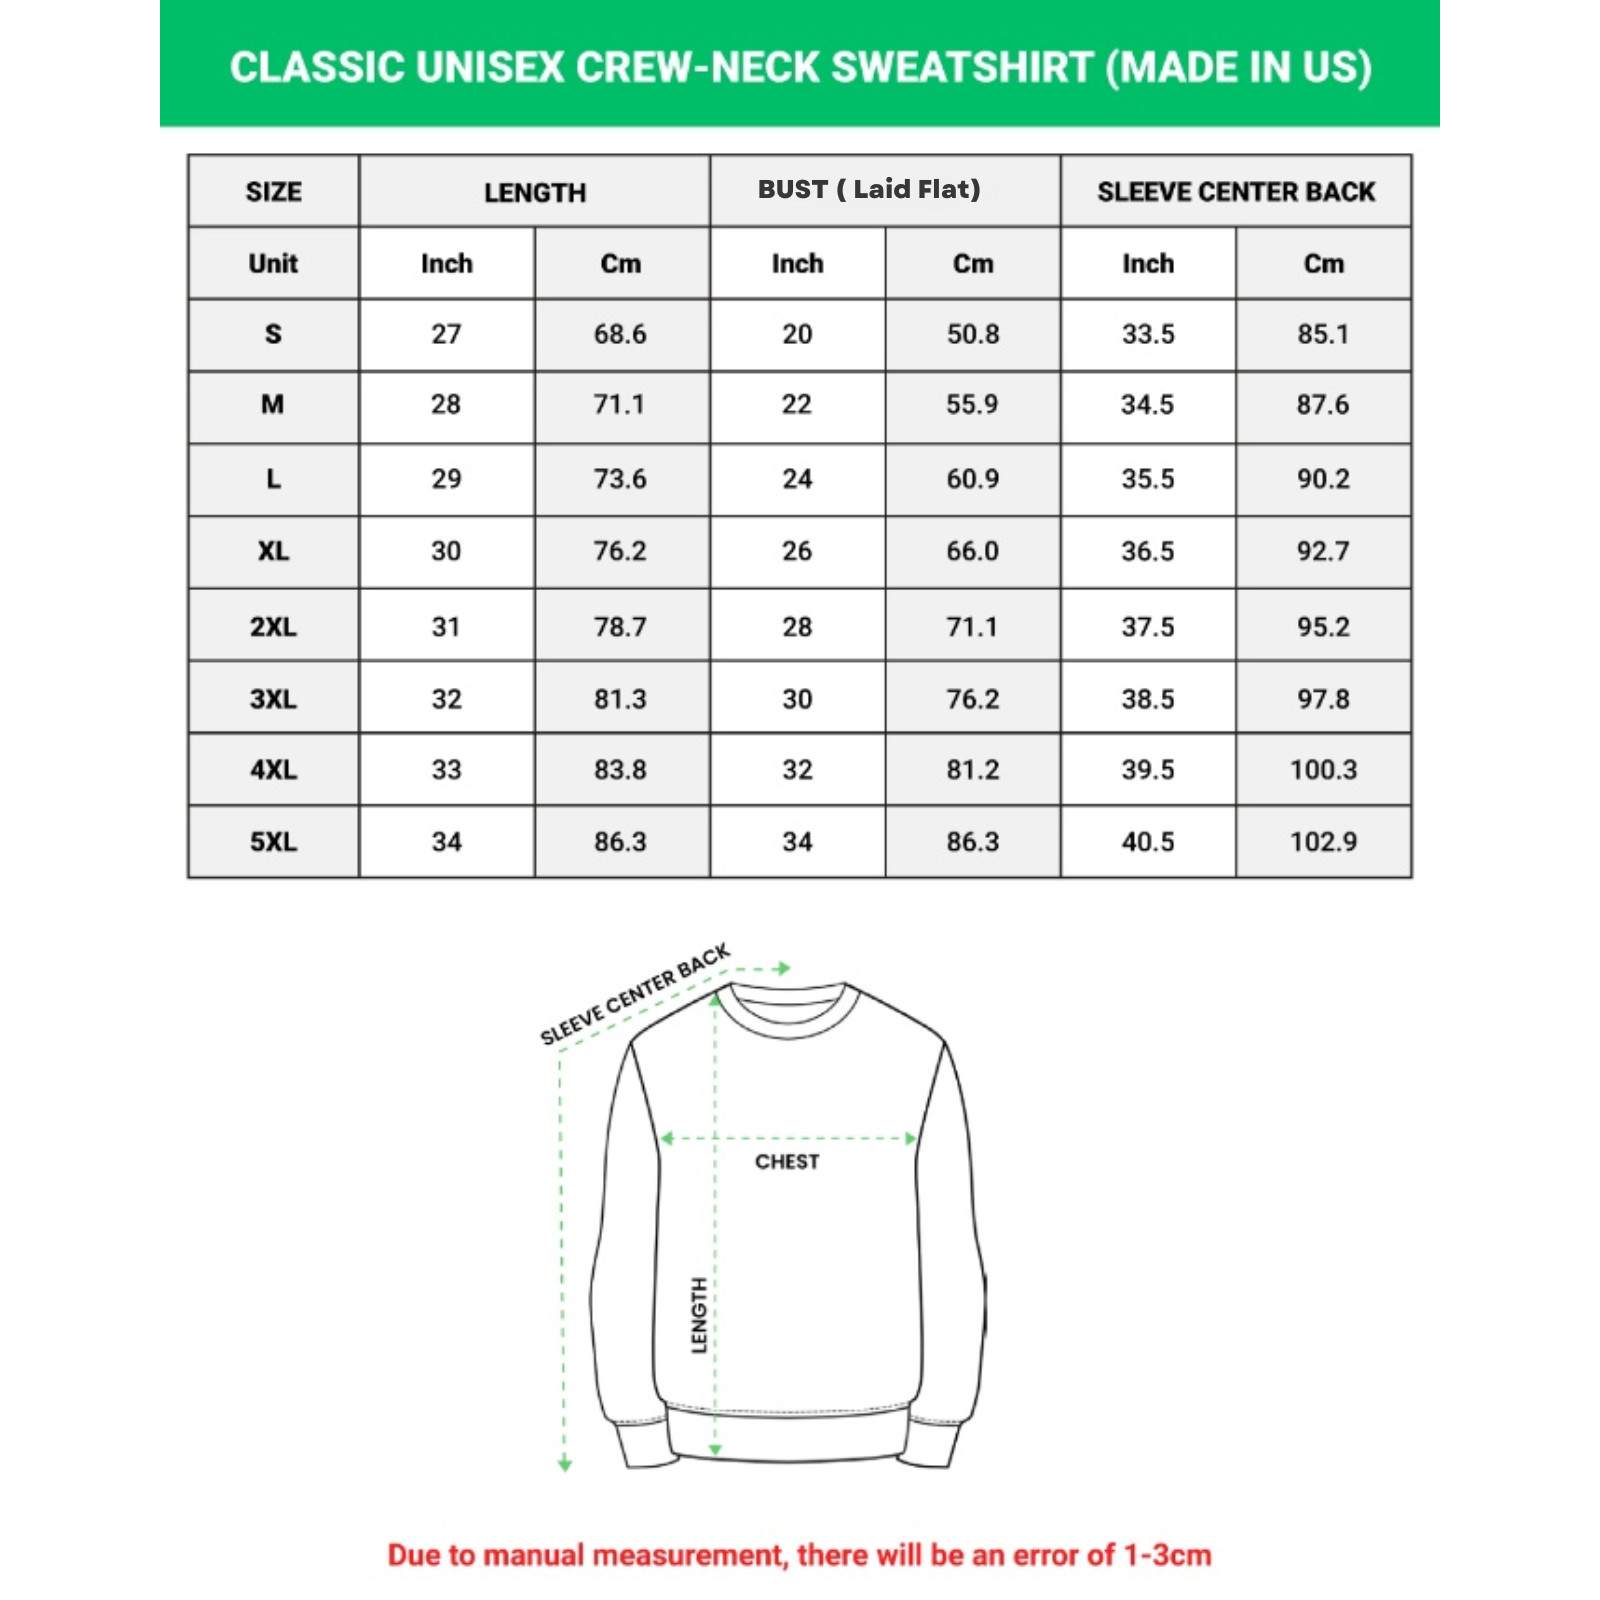 CLASSIC UNISEX CREW-NECK SWEATSHIRT (MADE IN US)
SIZE LENGTH BUST ( Laid Flat) SLEEVE CENTER BACK
Unit Inch Cm Inch Cm Inch Cm
S 27 68.6 20 50.8 33.5 85.1
M 28 71.1 22 55.9 34.5 87.6
L 29 73.6 24 60.9 35.5 90.2
XL 30 76.2 26 66.0 36.5 92.7
2XL 31 78.7 28 71.1 37.5 95.2
3XL 32 81.3 30 76.2 38.5 97.8
4XL 33 83.8 32 81.2 39.5 100.3
5XL 34 86.3 34 86.3 40.5 102.9
SLEEVE CENTER BACK
CHEST
LENGTH
Due to manual measurement, there will be an error of 1-3cm